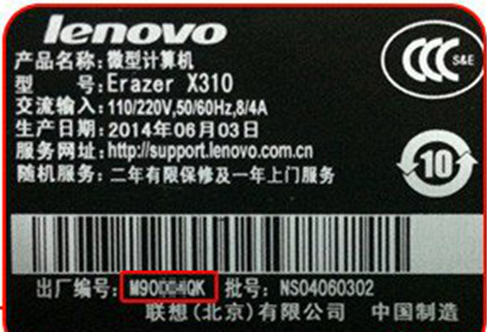 lenovo
产品名称:微型计算机
型 号:Erazer X310
交流输入:110/220V,50/60Hz,8/4A
生产日期:2014年06月03日
服务网址:http://support.lenovo.com.cn
随机服务:二年有限保修及一年上门服务
CCC S&E
10
出厂编号: 批号: NS04060302
联想(北京)有限公司 中国制造